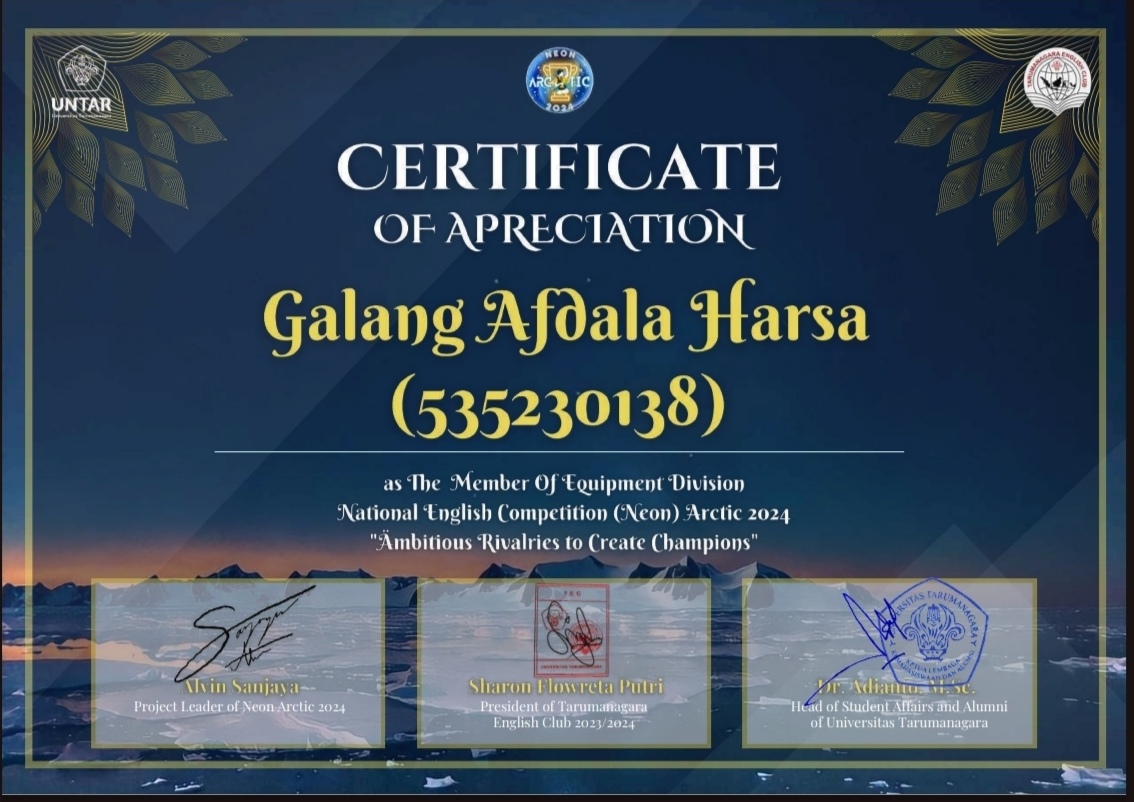 UNTAR
Universitas Tarumanagara
NEON
ARCTIC
2024
TARUMANAGARA ENGLISH CLUB
CERTIFICATE
OF APRECIATION
Galang Afdala Harsa
(535230138)
as The Member Of Equipment Division
National English Competition (Neon) Arctic 2024
"Ambitious Rivalries to Create Champions"
Alvin Sanjaya
Project Leader of Neon Arctic 2024
UNIVERSITAS TARUMANAGARA
Sharon Flowreta Putri
President of Tarumanagara
English Club 2023/2024
Dr. Adianto, M.Sc.
Head of Student Affairs and Alumni
of Universitas Tarumanagara